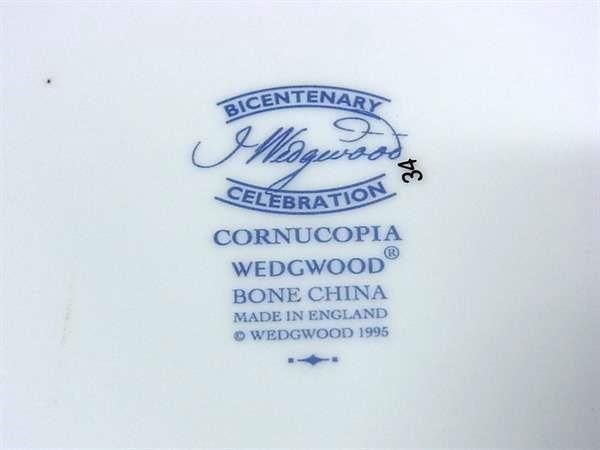 BICENTENARY
J Wedgwood
34
CELEBRATION
CORNUCOPIA
WEDGWOOD®
BONE CHINA
MADE IN ENGLAND
© WEDGWOOD 1995